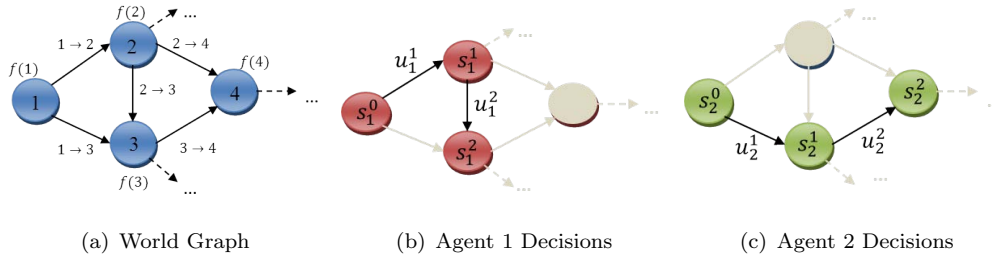 f(2)
...
1 → 2
2 → 4
2
f(1)
f(4)
2 → 3
1
4
...
3
1 → 3
3 → 4
f(3)
...
(a) World Graph
...
u₁¹
s₁¹
s₁⁰
u₁²
...
s₁²
...
(b) Agent 1 Decisions
...
s₂⁰
s₂²
u₂¹
s₂¹
u₂²
...
(c) Agent 2 Decisions